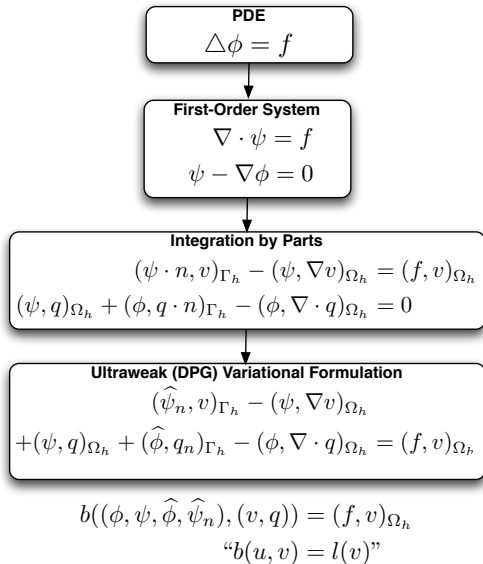 PDE
△ϕ = f
First-Order System
∇ · ψ = f
ψ − ∇ϕ = 0
Integration by Parts
(ψ · n, v)_{Γ_h} − (ψ, ∇v)_{Ω_h} = (f, v)_{Ω_h}
(ψ, q)_{Ω_h} + (ϕ, q · n)_{Γ_h} − (ϕ, ∇ · q)_{Ω_h} = 0
Ultraweak (DPG) Variational Formulation
(\widehat{ψ}_n, v)_{Γ_h} − (ψ, ∇v)_{Ω_h}
+(ψ, q)_{Ω_h} + (\widehat{ϕ}, q_n)_{Γ_h} − (ϕ, ∇ · q)_{Ω_h} = (f, v)_{Ω_h}
b((ϕ, ψ, \widehat{ϕ}, \widehat{ψ}_n), (v, q)) = (f, v)_{Ω_h}
“b(u, v) = l(v)”